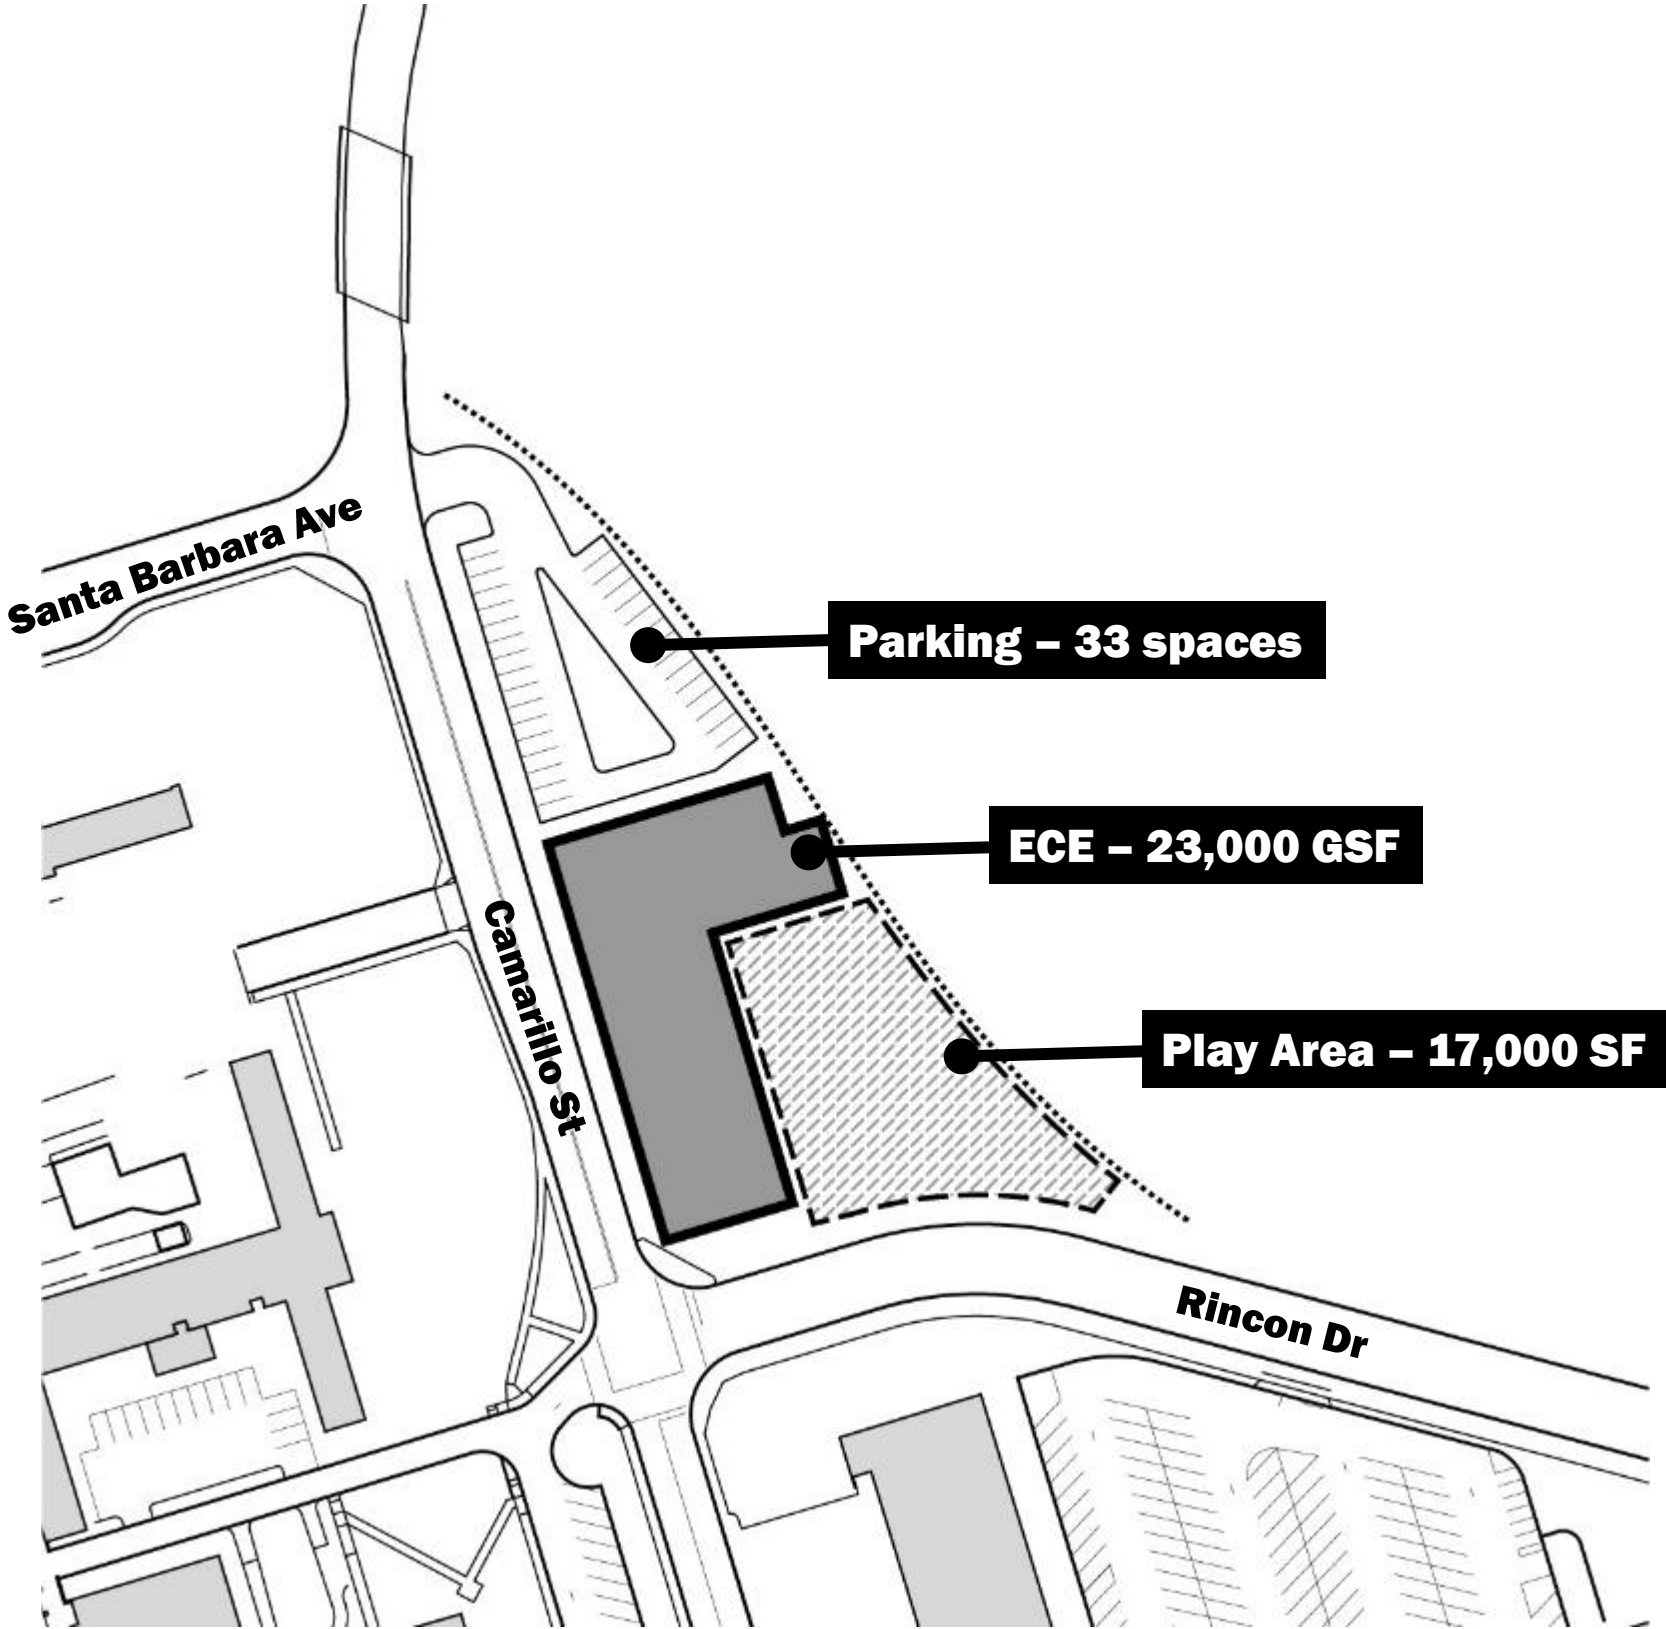 Santa Barbara Ave
Parking – 33 spaces
ECE – 23,000 GSF
Camarillo St
Play Area – 17,000 SF
Rincon Dr